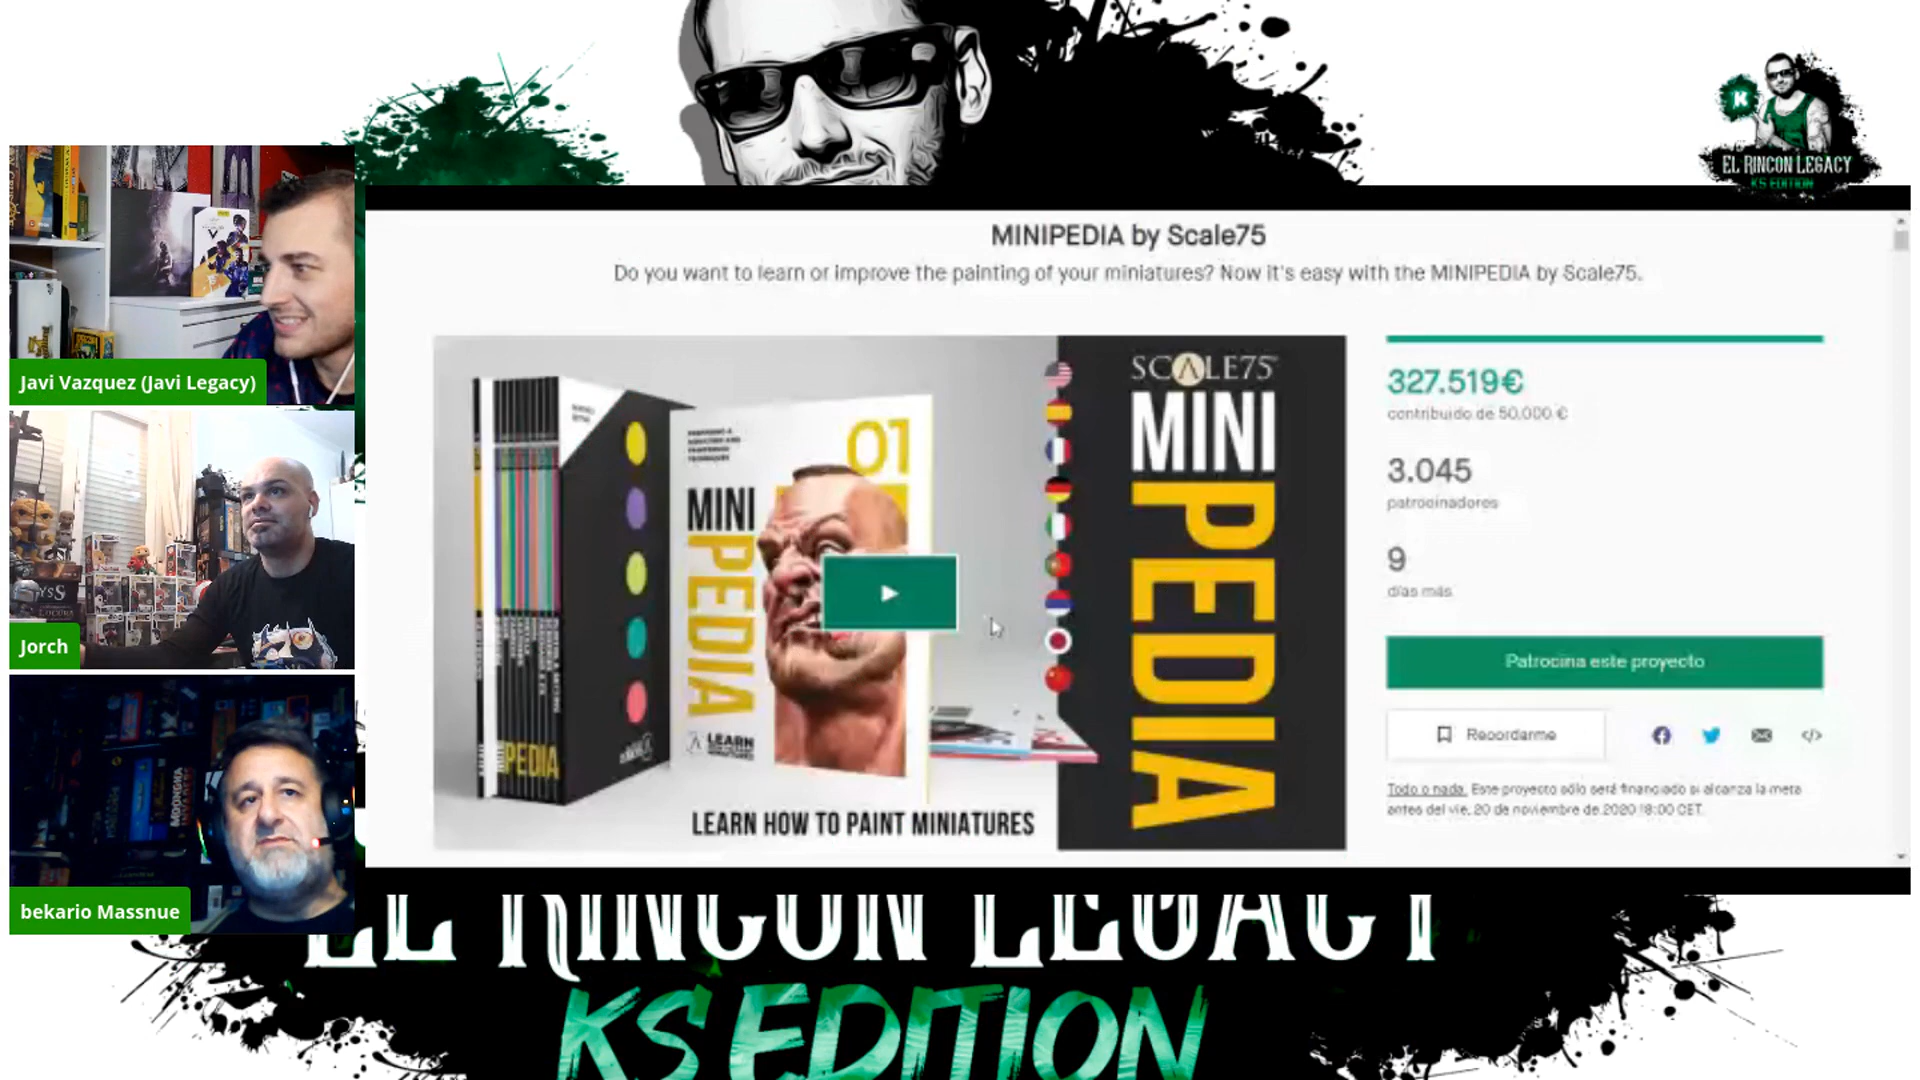 EL RINCON LEGACY
KS EDITION
MINIPEDIA by Scale75
Do you want to learn or improve the painting of your miniatures? Now it's easy with the MINIPEDIA by Scale75.
Javi Vazquez (Javi Legacy)
Jorch
MOONGHA INVADERS
bekario Massnue
01
MINI
PEDIA
LEARN
PEDIA
SCALE75
MINI
PEDIA
LEARN HOW TO PAINT MINIATURES
327.519€
contribuido de 50.000 €
3.045
patrocinadores
9
días más
Patrocina este proyecto
Recordarme
Todo o nada. Este proyecto sólo será financiado si alcanza la meta
antes del vie, 20 de noviembre de 2020 18:00 CET.
EL RINCON LEGACY
KS EDITION